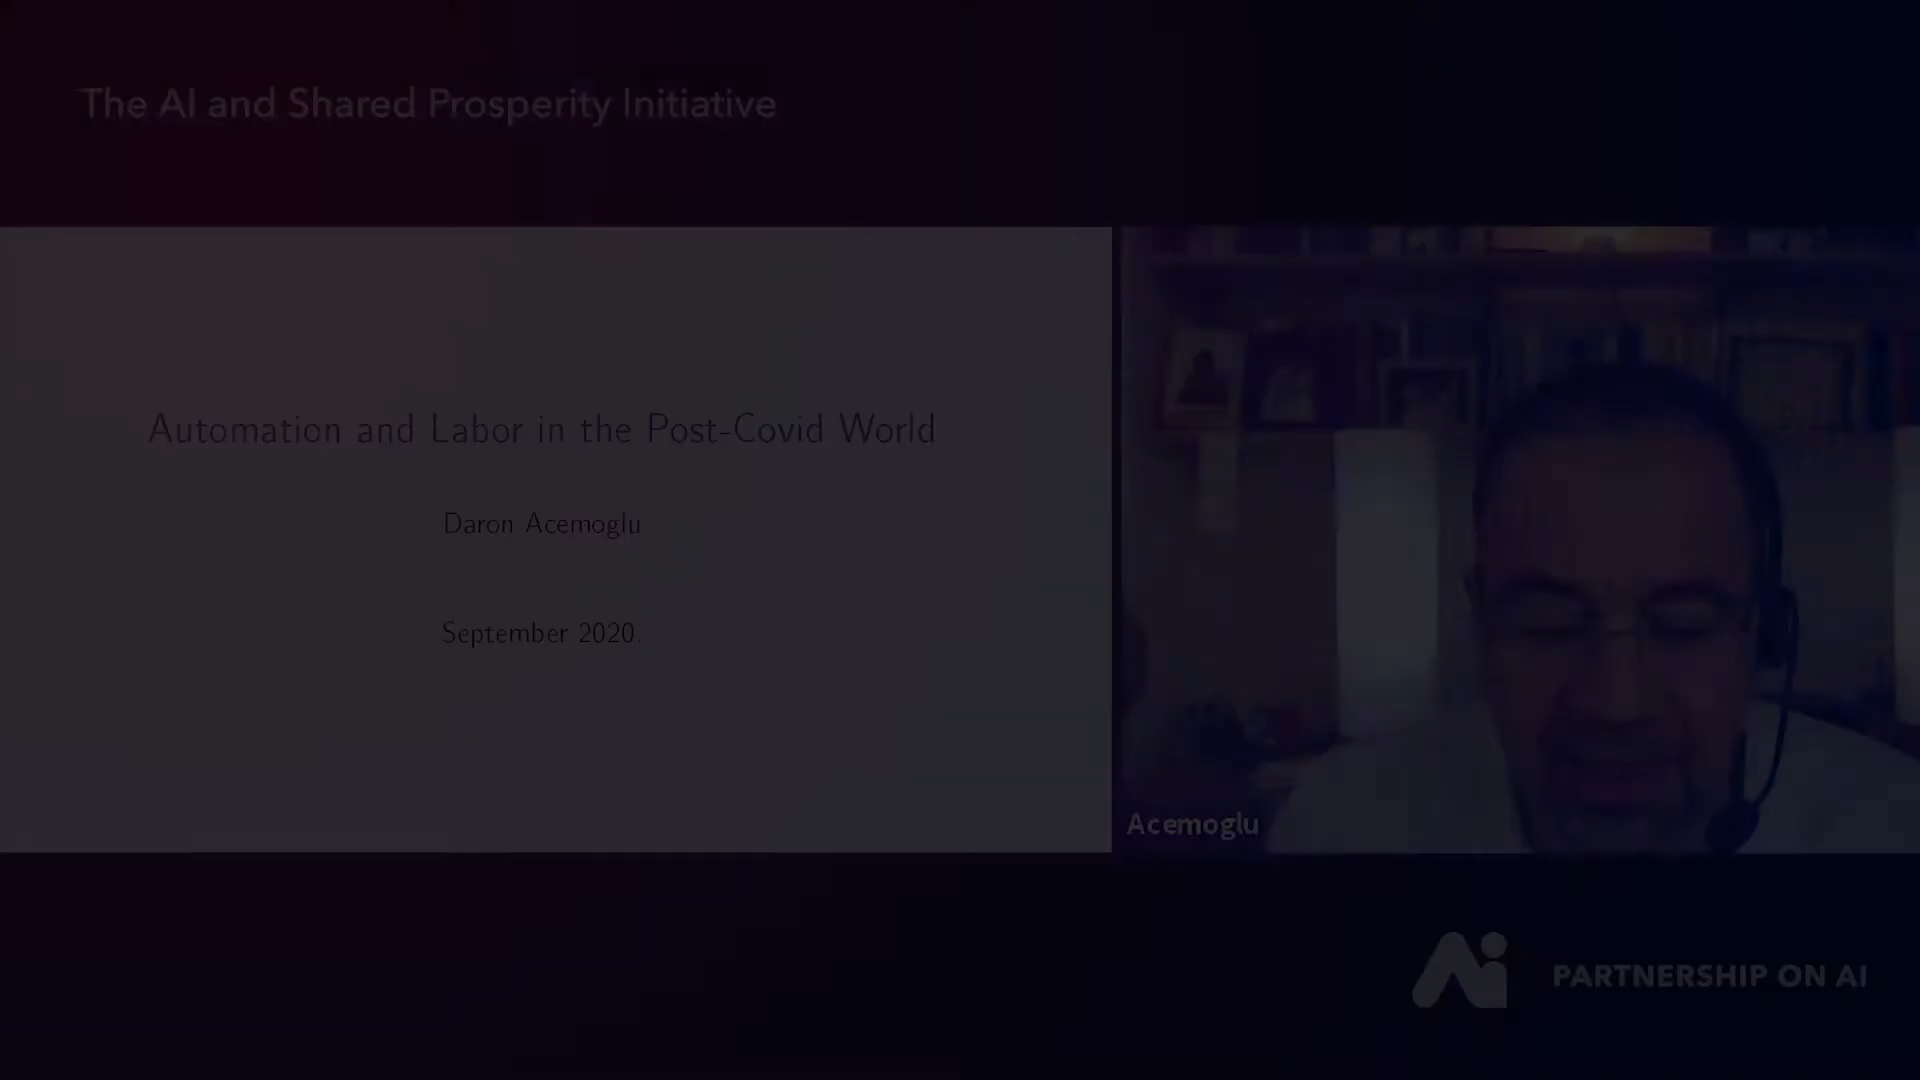 The AI and Shared Prosperity Initiative
Automation and Labor in the Post-Covid World
Daron Acemoglu
September 2020.
Acemoglu
Ai PARTNERSHIP ON AI